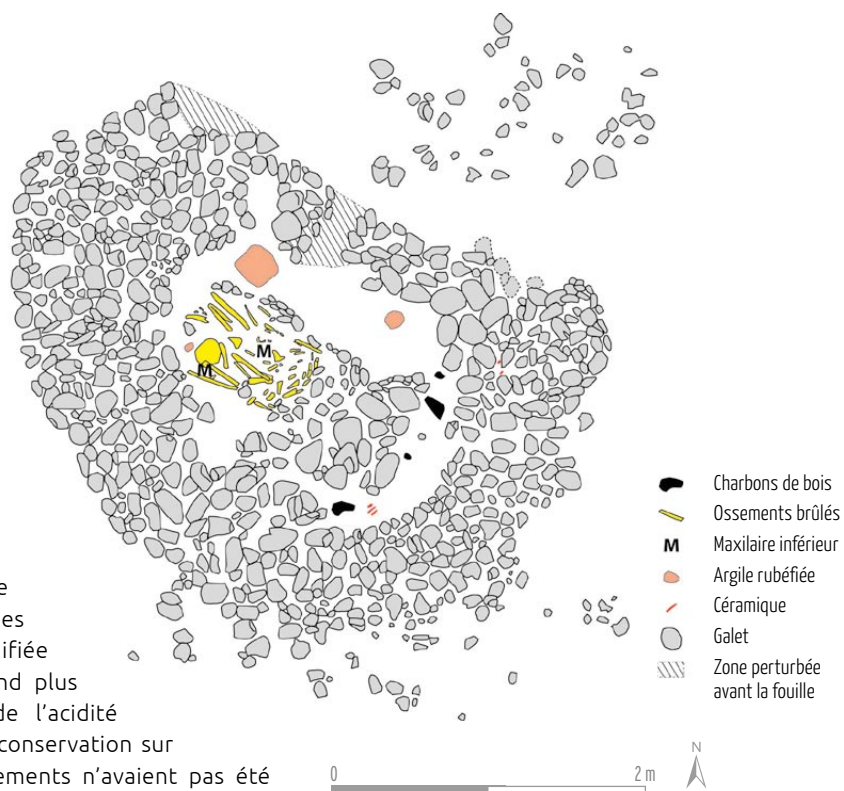 M
M
Charbons de bois
Ossements brûlés
M Maxilaire inférieur
Argile rubéfiée
Céramique
Galet
Zone perturbée
avant la fouille
e
es
ifiée
nd plus
de l’acidité
conservation sur
ements n’avaient pas été
0 2 m
N